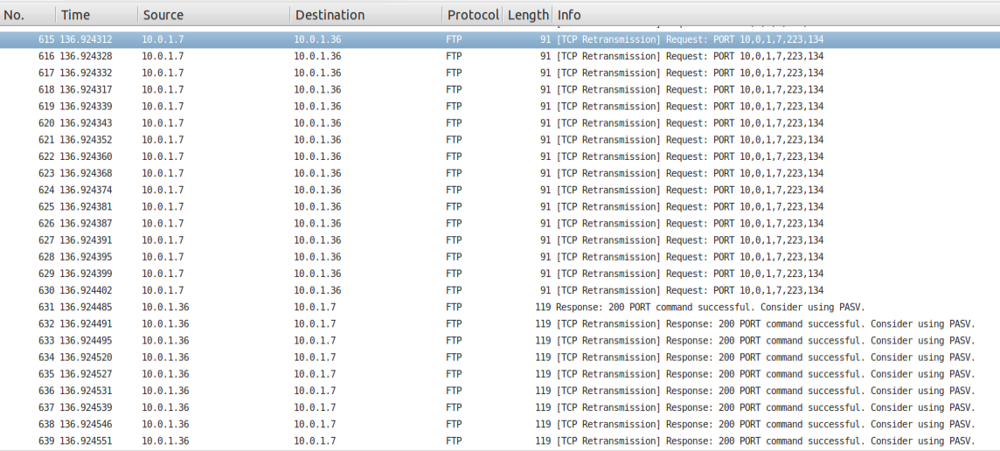 No. Time Source Destination Protocol Length Info
615 136.924312 10.0.1.7 10.0.1.36 FTP 91 [TCP Retransmission] Request: PORT 10,0,1,7,223,134
616 136.924328 10.0.1.7 10.0.1.36 FTP 91 [TCP Retransmission] Request: PORT 10,0,1,7,223,134
617 136.924332 10.0.1.7 10.0.1.36 FTP 91 [TCP Retransmission] Request: PORT 10,0,1,7,223,134
618 136.924317 10.0.1.7 10.0.1.36 FTP 91 [TCP Retransmission] Request: PORT 10,0,1,7,223,134
619 136.924339 10.0.1.7 10.0.1.36 FTP 91 [TCP Retransmission] Request: PORT 10,0,1,7,223,134
620 136.924343 10.0.1.7 10.0.1.36 FTP 91 [TCP Retransmission] Request: PORT 10,0,1,7,223,134
621 136.924352 10.0.1.7 10.0.1.36 FTP 91 [TCP Retransmission] Request: PORT 10,0,1,7,223,134
622 136.924360 10.0.1.7 10.0.1.36 FTP 91 [TCP Retransmission] Request: PORT 10,0,1,7,223,134
623 136.924368 10.0.1.7 10.0.1.36 FTP 91 [TCP Retransmission] Request: PORT 10,0,1,7,223,134
624 136.924374 10.0.1.7 10.0.1.36 FTP 91 [TCP Retransmission] Request: PORT 10,0,1,7,223,134
625 136.924381 10.0.1.7 10.0.1.36 FTP 91 [TCP Retransmission] Request: PORT 10,0,1,7,223,134
626 136.924387 10.0.1.7 10.0.1.36 FTP 91 [TCP Retransmission] Request: PORT 10,0,1,7,223,134
627 136.924391 10.0.1.7 10.0.1.36 FTP 91 [TCP Retransmission] Request: PORT 10,0,1,7,223,134
628 136.924395 10.0.1.7 10.0.1.36 FTP 91 [TCP Retransmission] Request: PORT 10,0,1,7,223,134
629 136.924399 10.0.1.7 10.0.1.36 FTP 91 [TCP Retransmission] Request: PORT 10,0,1,7,223,134
630 136.924402 10.0.1.7 10.0.1.36 FTP 91 [TCP Retransmission] Request: PORT 10,0,1,7,223,134
631 136.924485 10.0.1.36 10.0.1.7 FTP 119 Response: 200 PORT command successful. Consider using PASV.
632 136.924491 10.0.1.36 10.0.1.7 FTP 119 [TCP Retransmission] Response: 200 PORT command successful. Consider using PASV.
633 136.924495 10.0.1.36 10.0.1.7 FTP 119 [TCP Retransmission] Response: 200 PORT command successful. Consider using PASV.
634 136.924520 10.0.1.36 10.0.1.7 FTP 119 [TCP Retransmission] Response: 200 PORT command successful. Consider using PASV.
635 136.924527 10.0.1.36 10.0.1.7 FTP 119 [TCP Retransmission] Response: 200 PORT command successful. Consider using PASV.
636 136.924531 10.0.1.36 10.0.1.7 FTP 119 [TCP Retransmission] Response: 200 PORT command successful. Consider using PASV.
637 136.924539 10.0.1.36 10.0.1.7 FTP 119 [TCP Retransmission] Response: 200 PORT command successful. Consider using PASV.
638 136.924546 10.0.1.36 10.0.1.7 FTP 119 [TCP Retransmission] Response: 200 PORT command successful. Consider using PASV.
639 136.924551 10.0.1.36 10.0.1.7 FTP 119 [TCP Retransmission] Response: 200 PORT command successful. Consider using PASV.